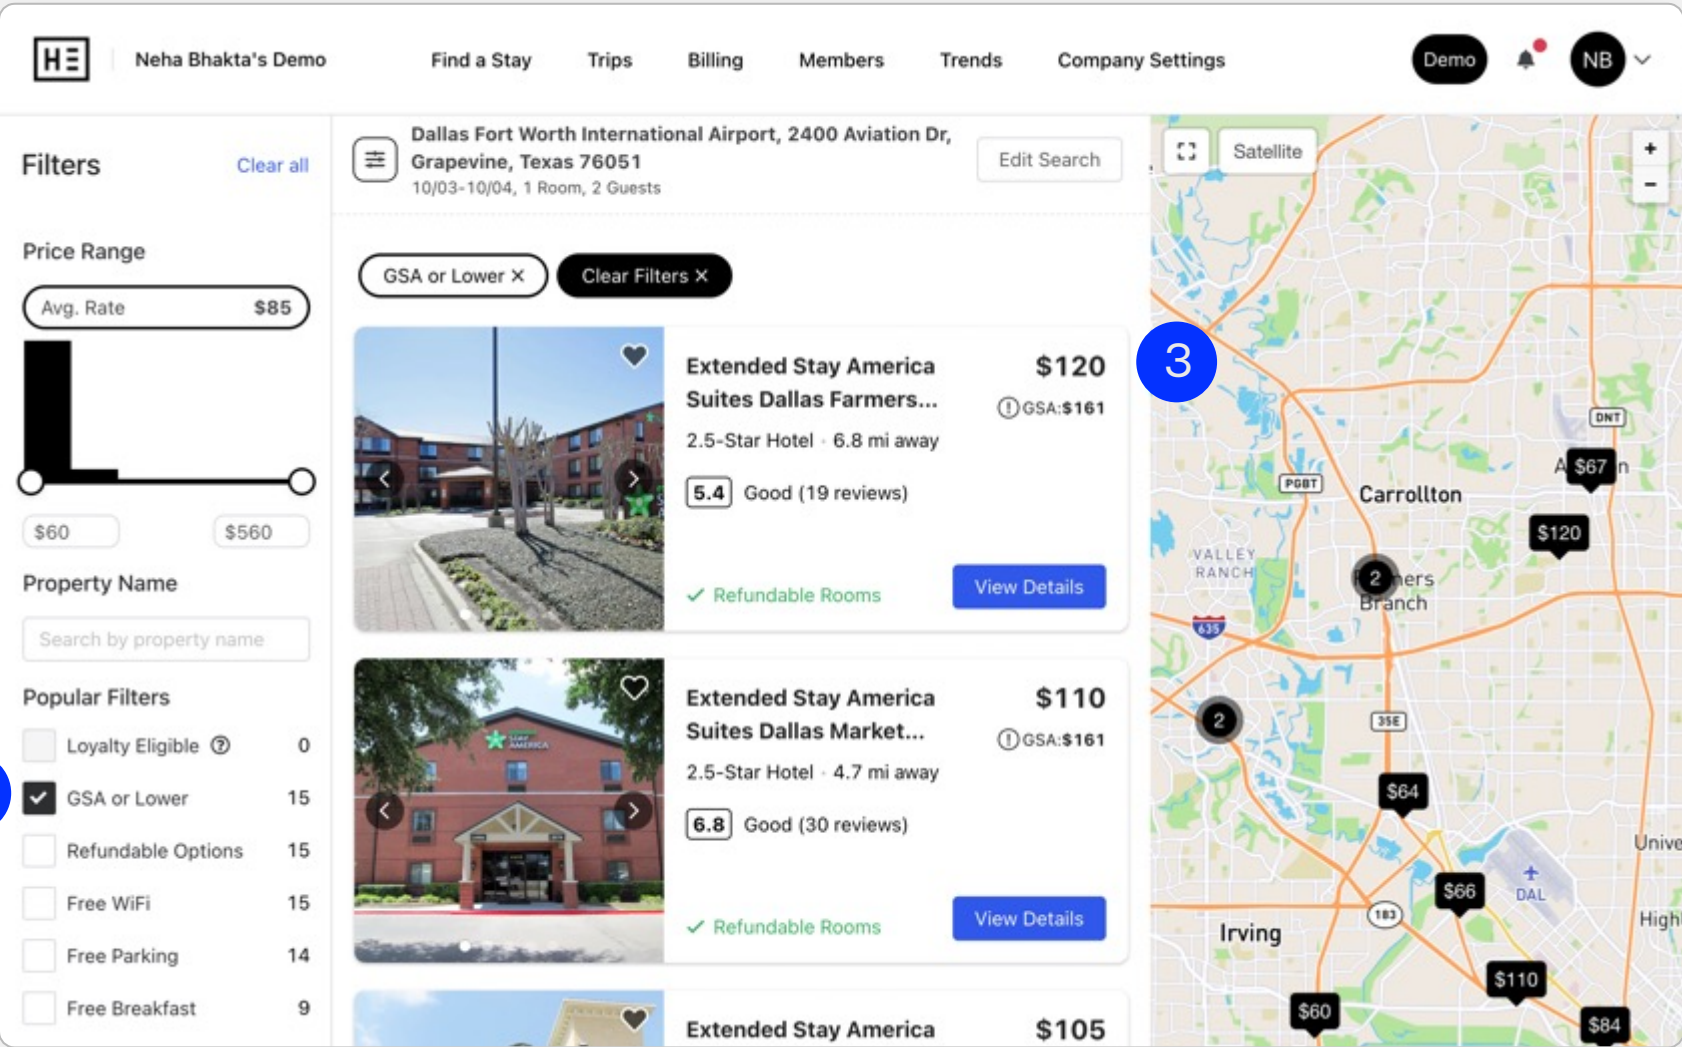 HE
Neha Bhakta's Demo
Find a Stay
Trips
Billing
Members
Trends
Company Settings
Demo
NB
Filters
Clear all
Price Range
Avg. Rate
$85
$60
$560
Property Name
Search by property name
Popular Filters
Loyalty Eligible ?
0
GSA or Lower
15
Refundable Options
15
Free WiFi
15
Free Parking
14
Free Breakfast
9
Dallas Fort Worth International Airport, 2400 Aviation Dr,
Grapevine, Texas 76051
10/03-10/04, 1 Room, 2 Guests
Edit Search
GSA or Lower ×
Clear Filters ×
Extended Stay America
Suites Dallas Farmers...
2.5-Star Hotel · 6.8 mi away
5.4 Good (19 reviews)
✓ Refundable Rooms
$120
GSA:$161
View Details
3
STAY
AMERICA
Extended Stay America
Suites Dallas Market...
2.5-Star Hotel · 4.7 mi away
6.8 Good (30 reviews)
✓ Refundable Rooms
$110
GSA:$161
View Details
Extended Stay America
$105
Satellite
+
−
DNT
$67
PGBT
Carrollton
$120
VALLEY
RANCH
2
Branch
635
2
35E
$64
$66
DAL
183
Irving
$110
$60
$84